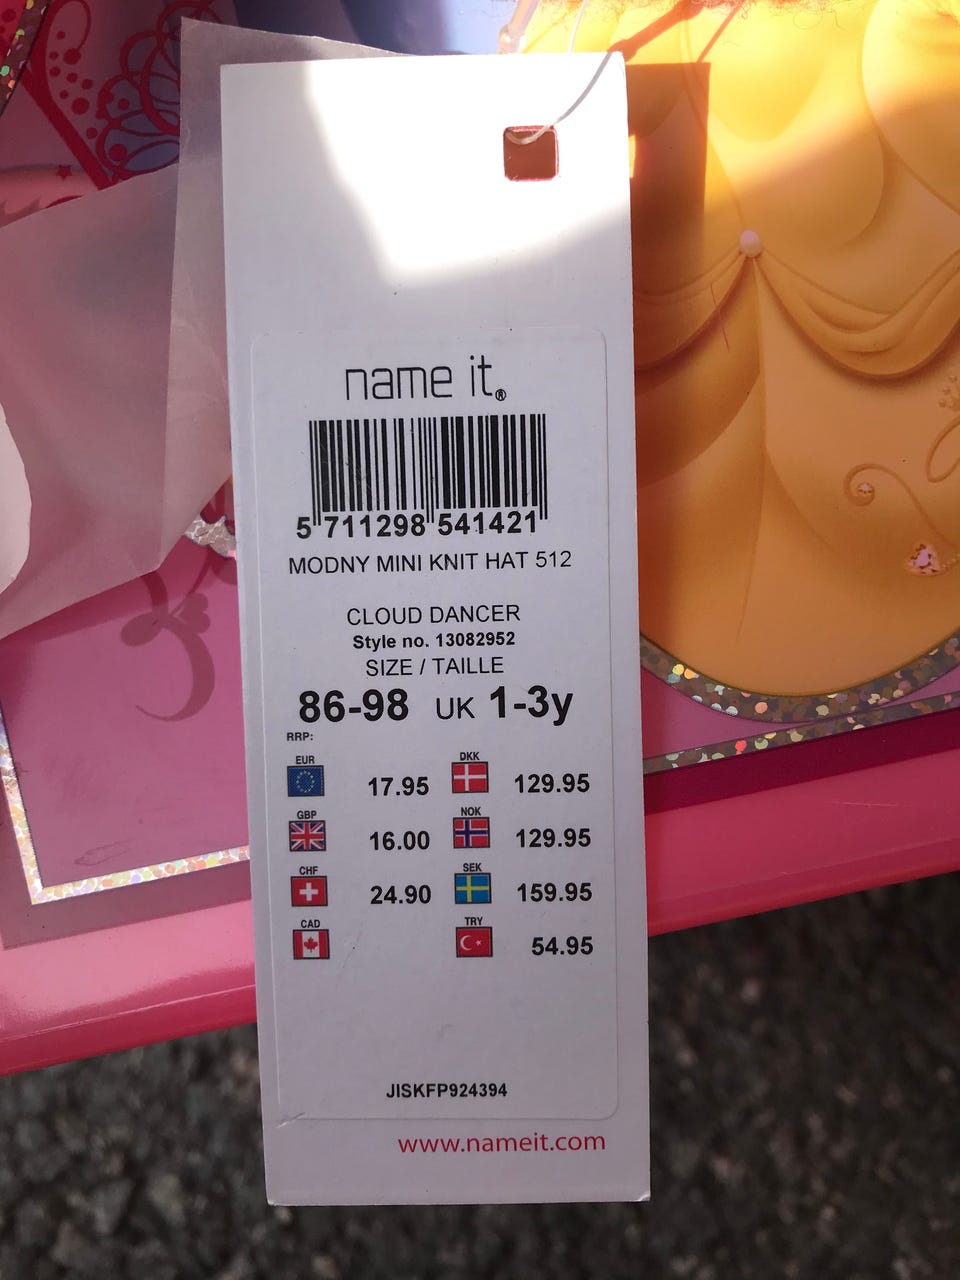 name it®
5 711298 541421
MODNY MINI KNIT HAT 512
CLOUD DANCER
Style no. 13082952
SIZE / TAILLE
86-98 UK 1-3y
RRP:
EUR 17.95 DKK 129.95
GBP 16.00 NOK 129.95
CHF 24.90 SEK 159.95
CAD TRY 54.95
JISKFP924394
www.nameit.com